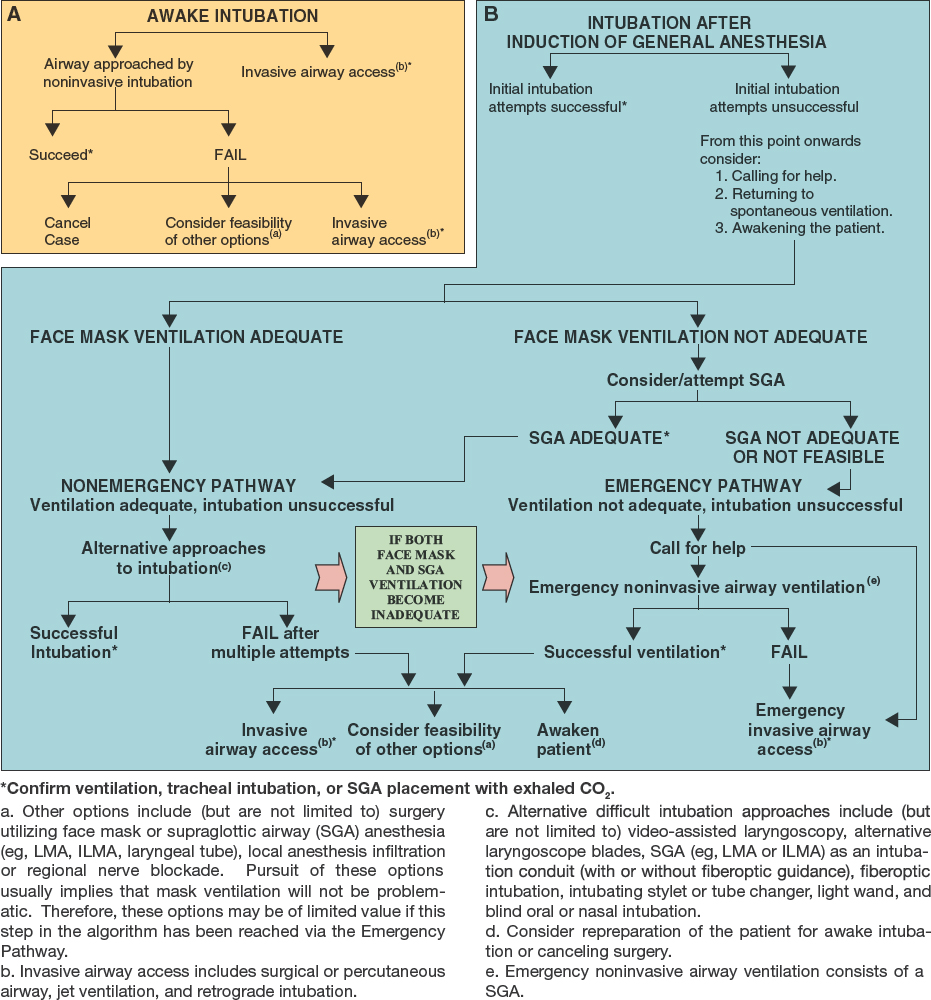 A
AWAKE INTUBATION
Airway approached by
noninvasive intubation
Invasive airway access(b)*
Succeed*
FAIL
Cancel
Case
Consider feasibility
of other options(a)
Invasive
airway access(b)*
B
INTUBATION AFTER
INDUCTION OF GENERAL ANESTHESIA
Initial intubation
attempts successful*
Initial intubation
attempts unsuccessful
From this point onwards
consider:
1. Calling for help.
2. Returning to
spontaneous ventilation.
3. Awakening the patient.
FACE MASK VENTILATION ADEQUATE
FACE MASK VENTILATION NOT ADEQUATE
Consider/attempt SGA
SGA ADEQUATE*
SGA NOT ADEQUATE
OR NOT FEASIBLE
NONEMERGENCY PATHWAY
Ventilation adequate, intubation unsuccessful
EMERGENCY PATHWAY
Ventilation not adequate, intubation unsuccessful
Alternative approaches
to intubation(c)
IF BOTH
FACE MASK
AND SGA
VENTILATION
BECOME
INADEQUATE
Call for help
Emergency noninvasive airway ventilation(e)
Successful
Intubation*
FAIL after
multiple attempts
Successful ventilation*
FAIL
Invasive
airway access(b)*
Consider feasibility
of other options(a)
Awaken
patient(d)
Emergency
invasive airway
access(b)*
*Confirm ventilation, tracheal intubation, or SGA placement with exhaled CO2.
a. Other options include (but are not limited to) surgery
utilizing face mask or supraglottic airway (SGA) anesthesia
(eg, LMA, ILMA, laryngeal tube), local anesthesia infiltration
or regional nerve blockade. Pursuit of these options
usually implies that mask ventilation will not be problem-
atic. Therefore, these options may be of limited value if this
step in the algorithm has been reached via the Emergency
Pathway.
b. Invasive airway access includes surgical or percutaneous
airway, jet ventilation, and retrograde intubation.
c. Alternative difficult intubation approaches include (but
are not limited to) video-assisted laryngoscopy, alternative
laryngoscope blades, SGA (eg, LMA or ILMA) as an intuba-
tion conduit (with or without fiberoptic guidance), fiberoptic
intubation, intubating stylet or tube changer, light wand, and
blind oral or nasal intubation.
d. Consider repreparation of the patient for awake intuba-
tion or canceling surgery.
e. Emergency noninvasive airway ventilation consists of a
SGA.